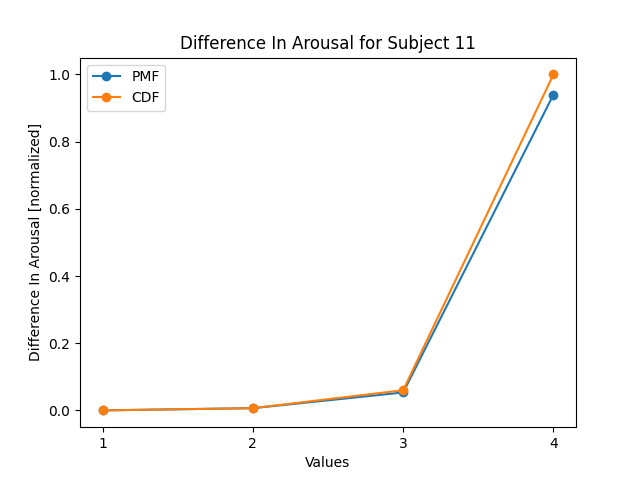 Difference In Arousal for Subject 11
PMF
CDF
1.0
0.8
0.6
0.4
0.2
0.0
Difference In Arousal [normalized]
1 2 3 4
Values